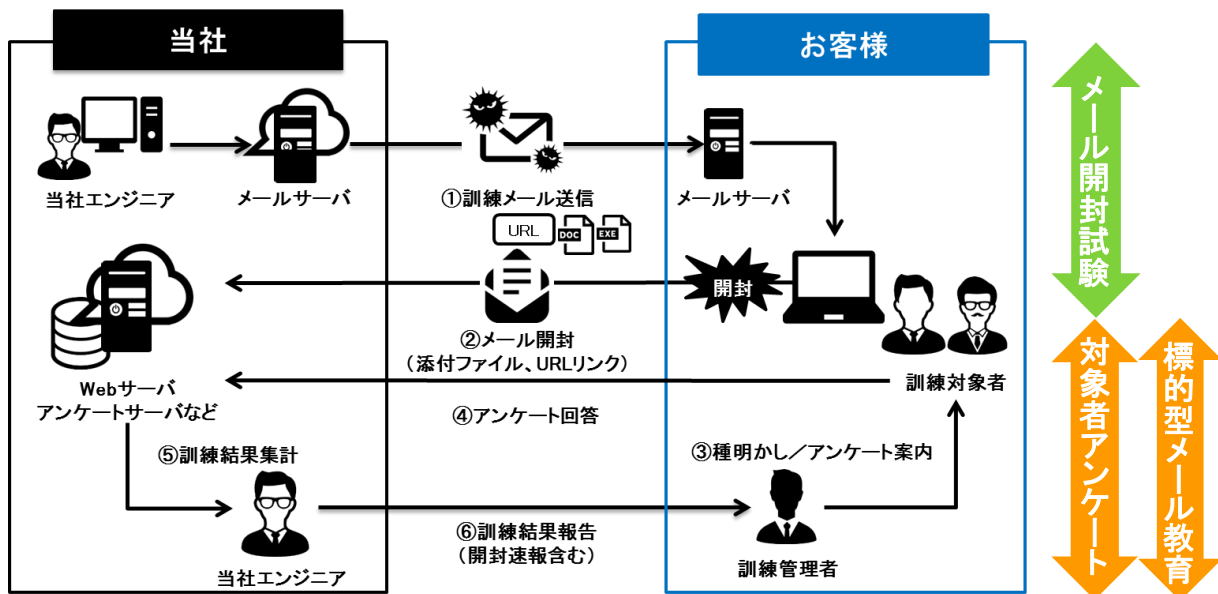 当社
お客様
当社エンジニア
メールサーバ
①訓練メール送信
メールサーバ
URL
DOC
EXE
開封
②メール開封
（添付ファイル、URLリンク）
訓練対象者
Webサーバ
アンケートサーバなど
④アンケート回答
⑤訓練結果集計
③種明かし／アンケート案内
⑥訓練結果報告
（開封速報含む）
当社エンジニア
訓練管理者
メール開封試験
対象者アンケート
標的型メール教育